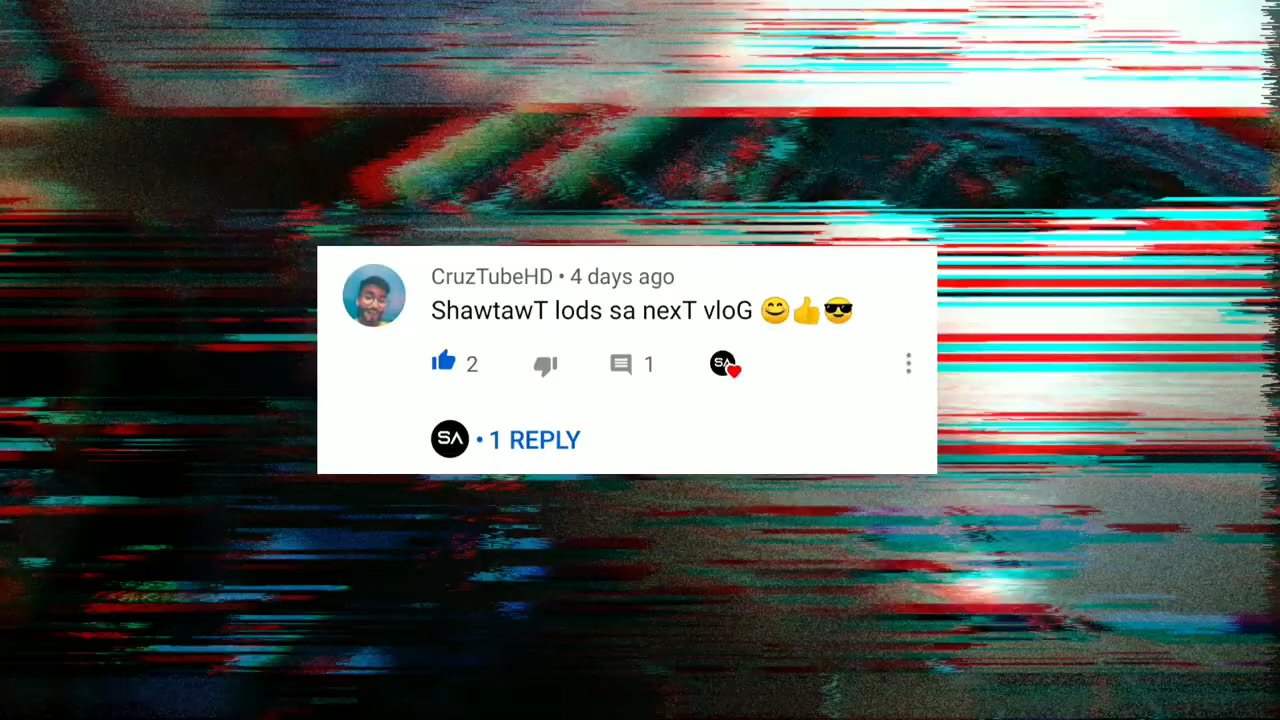 CruzTubeHD • 4 days ago
ShawtawT lods sa nexT vloG 😊👍😎
2 1 SA
SA • 1 REPLY